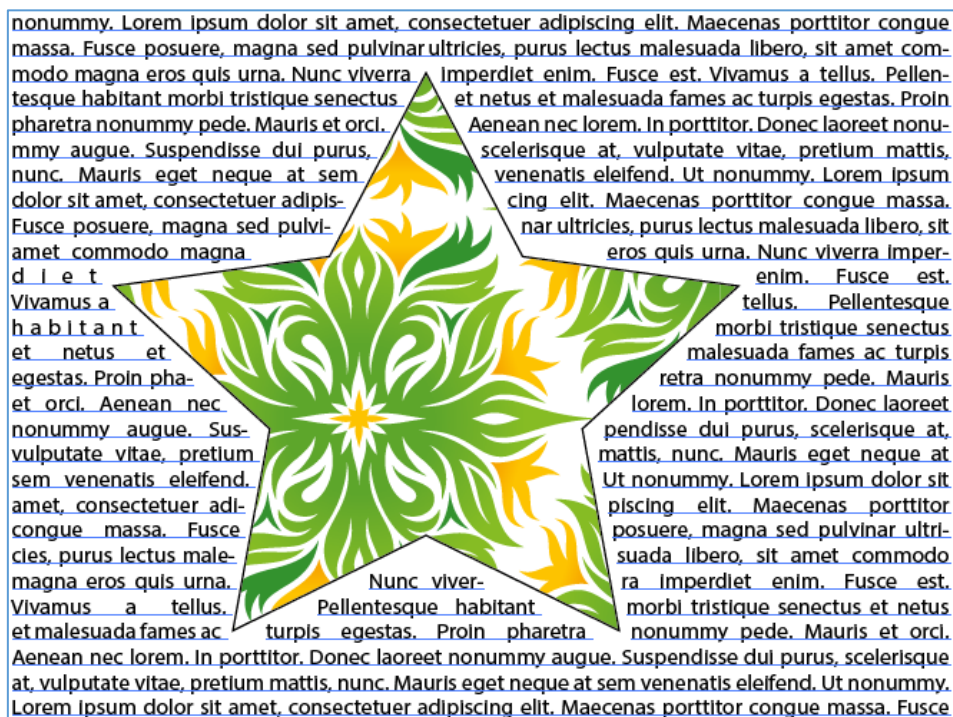 nonummy. Lorem ipsum dolor sit amet, consectetuer adipiscing elit. Maecenas porttitor congue
massa. Fusce posuere, magna sed pulvinar ultricies, purus lectus malesuada libero, sit amet com-
modo magna eros quis urna. Nunc viverra imperdiet enim. Fusce est. Vivamus a tellus. Pellen-
tesque habitant morbi tristique senectus et netus et malesuada fames ac turpis egestas. Proin
pharetra nonummy pede. Mauris et orci. Aenean nec lorem. In porttitor. Donec laoreet nonu-
mmy augue. Suspendisse dui purus, scelerisque at, vulputate vitae, pretium mattis,
nunc. Mauris eget neque at sem venenatis eleifend. Ut nonummy. Lorem ipsum
dolor sit amet, consectetuer adipis- cing elit. Maecenas porttitor congue massa.
Fusce posuere, magna sed pulvi- nar ultricies, purus lectus malesuada libero, sit
amet commodo magna eros quis urna. Nunc viverra imper-
diet enim. Fusce est.
Vivamus a tellus. Pellentesque
habitant morbi tristique senectus
et netus et malesuada fames ac turpis
egestas. Proin pha- retra nonummy pede. Mauris
et orci. Aenean nec lorem. In porttitor. Donec laoreet
nonummy augue. Sus- pendisse dui purus, scelerisque at,
vulputate vitae, pretium mattis, nunc. Mauris eget neque at
sem venenatis eleifend. Ut nonummy. Lorem ipsum dolor sit
amet, consectetuer adi- piscing elit. Maecenas porttitor
congue massa. Fusce posuere, magna sed pulvinar ultri-
cies, purus lectus male- suada libero, sit amet commodo
magna eros quis urna. Nunc viver- ra imperdiet enim. Fusce est.
Vivamus a tellus. Pellentesque habitant morbi tristique senectus et netus
et malesuada fames ac turpis egestas. Proin pharetra nonummy pede. Mauris et orci.
Aenean nec lorem. In porttitor. Donec laoreet nonummy augue. Suspendisse dui purus, scelerisque
at, vulputate vitae, pretium mattis, nunc. Mauris eget neque at sem venenatis eleifend. Ut nonummy.
Lorem ipsum dolor sit amet, consectetuer adipiscing elit. Maecenas porttitor congue massa. Fusce